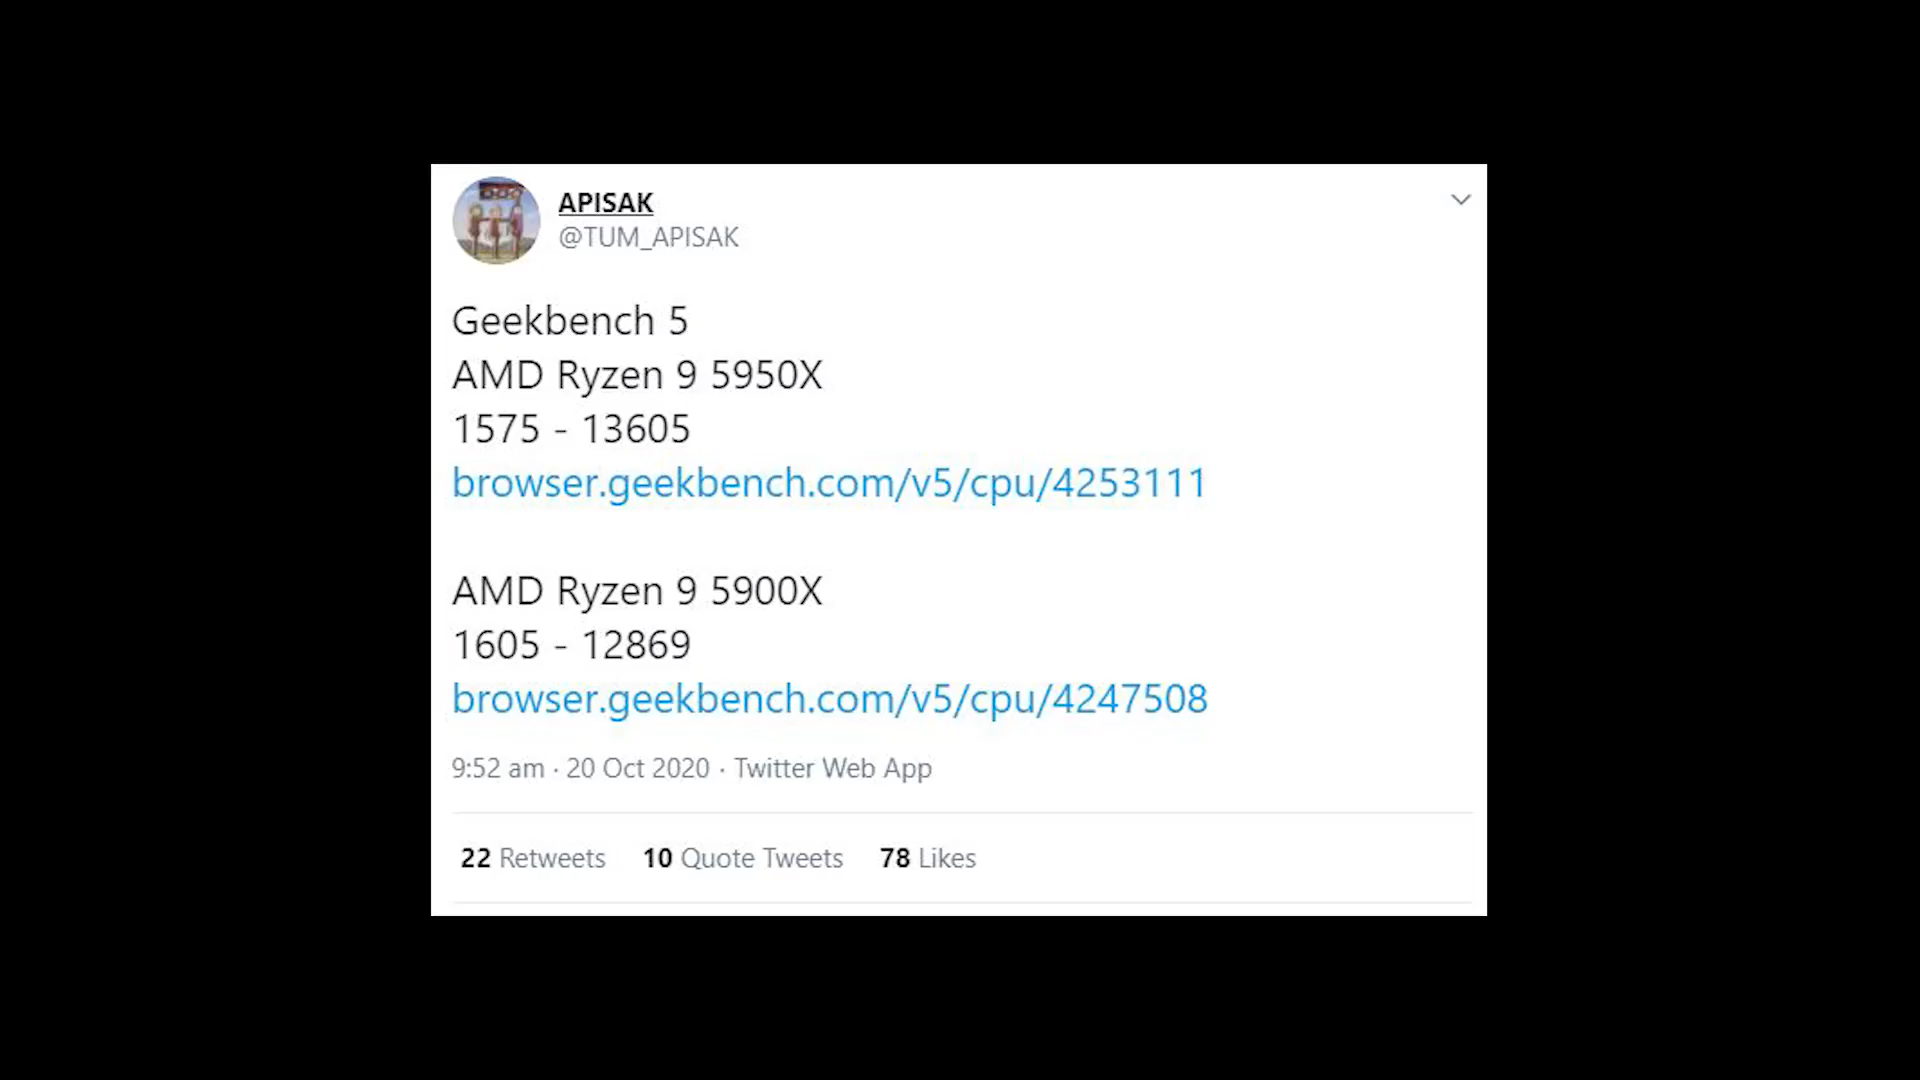 APISAK
@TUM_APISAK
Geekbench 5
AMD Ryzen 9 5950X
1575 - 13605
browser.geekbench.com/v5/cpu/4253111
AMD Ryzen 9 5900X
1605 - 12869
browser.geekbench.com/v5/cpu/4247508
9:52 am · 20 Oct 2020 · Twitter Web App
22 Retweets 10 Quote Tweets 78 Likes